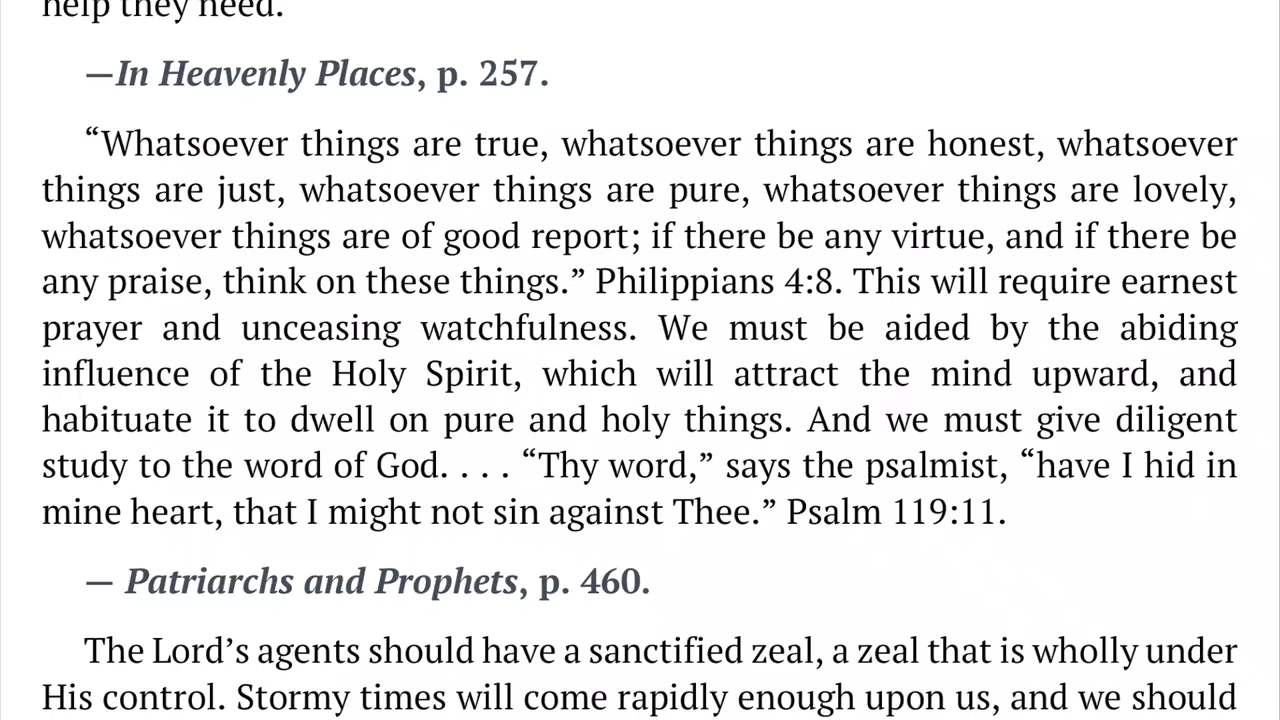 help they need.
—In Heavenly Places, p. 257.
“Whatsoever things are true, whatsoever things are honest, whatsoever
things are just, whatsoever things are pure, whatsoever things are lovely,
whatsoever things are of good report; if there be any virtue, and if there be
any praise, think on these things.” Philippians 4:8. This will require earnest
prayer and unceasing watchfulness. We must be aided by the abiding
influence of the Holy Spirit, which will attract the mind upward, and
habituate it to dwell on pure and holy things. And we must give diligent
study to the word of God. . . . “Thy word,” says the psalmist, “have I hid in
mine heart, that I might not sin against Thee.” Psalm 119:11.
— Patriarchs and Prophets, p. 460.
The Lord’s agents should have a sanctified zeal, a zeal that is wholly under
His control. Stormy times will come rapidly enough upon us, and we should